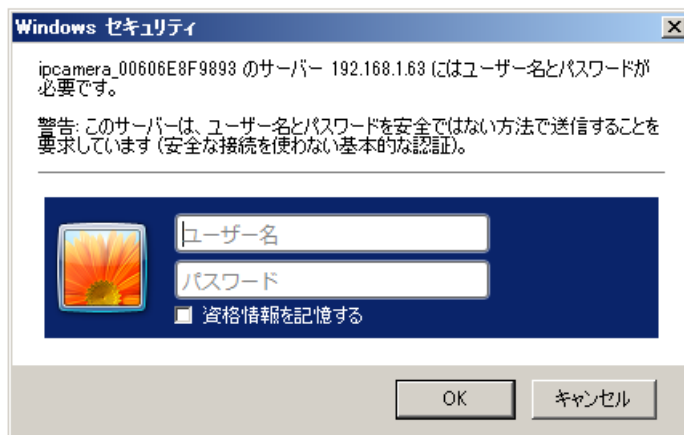 Windows セキュリティ
ipcamera_00606E8F9893 のサーバー 192.168.1.63 にはユーザー名とパスワードが
必要です。
警告: このサーバーは、ユーザー名とパスワードを安全ではない方法で送信することを
要求しています (安全な接続を使わない基本的な認証)。
ユーザー名
パスワード
資格情報を記憶する
OK
キャンセル